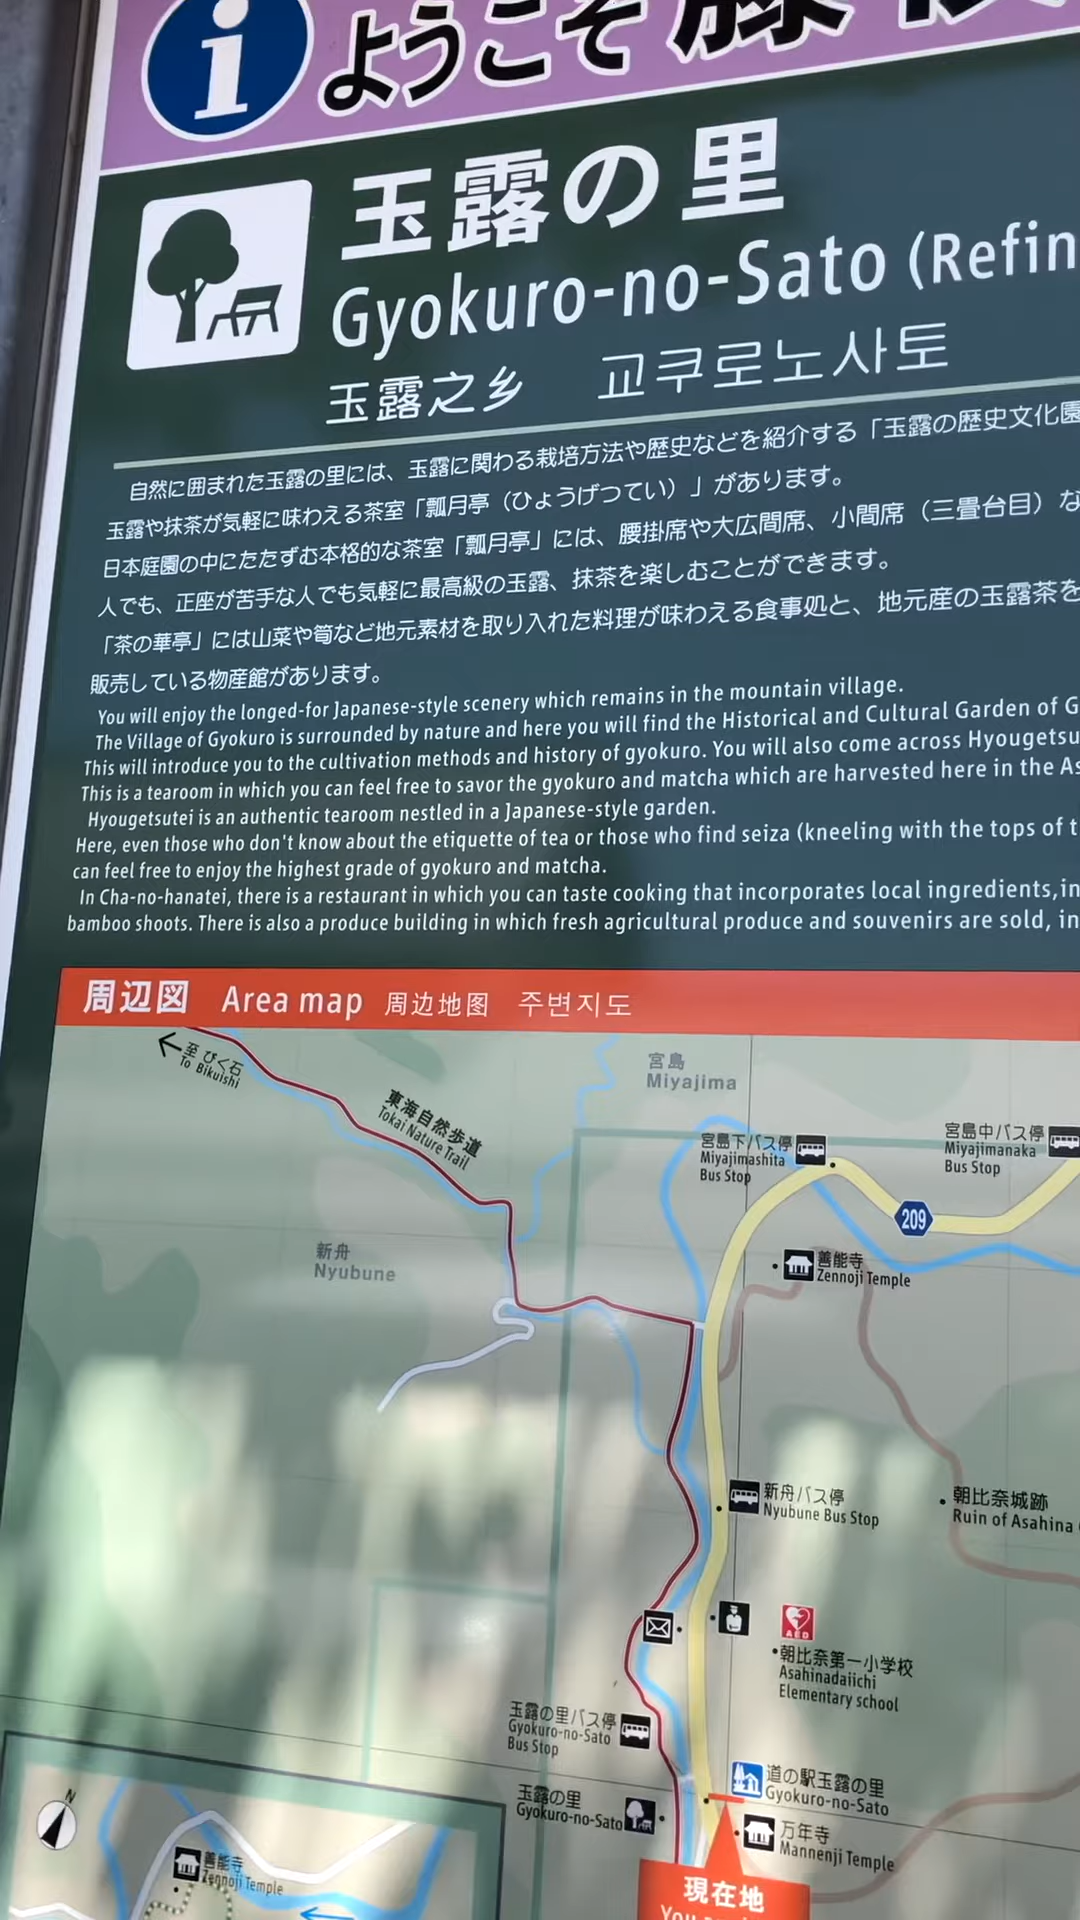 i ようこそ藤
玉露の里
Gyokuro-no-Sato (Refin
玉露之乡 교쿠로노사토
自然に囲まれた玉露の里には、玉露に関わる栽培方法や歴史などを紹介する「玉露の歴史文化園
玉露や抹茶が気軽に味わえる茶室「瓢月亭（ひょうげつてい）」があります。
日本庭園の中にたたずむ本格的な茶室「瓢月亭」には、腰掛席や大広間席、小間席（三畳台目）な
人でも、正座が苦手な人でも気軽に最高級の玉露、抹茶を楽しむことができます。
「茶の華亭」には山菜や筍など地元素材を取り入れた料理が味わえる食事処と、地元産の玉露茶を
販売している物産館があります。
You will enjoy the longed-for Japanese-style scenery which remains in the mountain village.
The Village of Gyokuro is surrounded by nature and here you will find the Historical and Cultural Garden of G
This will introduce you to the cultivation methods and history of gyokuro. You will also come across Hyougetsu
This is a tearoom in which you can feel free to savor the gyokuro and matcha which are harvested here in the As
Hyougetsutei is an authentic tearoom nestled in a Japanese-style garden.
Here, even those who don't know about the etiquette of tea or those who find seiza (kneeling with the tops of t
can feel free to enjoy the highest grade of gyokuro and matcha.
In Cha-no-hanatei, there is a restaurant in which you can taste cooking that incorporates local ingredients,in
bamboo shoots. There is also a produce building in which fresh agricultural produce and souvenirs are sold, in
周辺図 Area map 周边地图 주변지도
至 びく石
To Bikuishi
東海自然歩道
Tokai Nature Trail
宮島
Miyajima
宮島下バス停
Miyajimashita
Bus Stop
宮島中バス停
Miyajimanaka
Bus Stop
209
新舟
Nyubune
善能寺
Zennoji Temple
新舟バス停
Nyubune Bus Stop
朝比奈城跡
Ruin of Asahina
AED
朝比奈第一小学校
Asahinadaiichi
Elementary school
玉露の里バス停
Gyokuro-no-Sato
Bus Stop
道の駅玉露の里
Gyokuro-no-Sato
玉露の里
Gyokuro-no-Sato
万年寺
Mannenji Temple
N
善能寺
Zennoji Temple
現在地
You